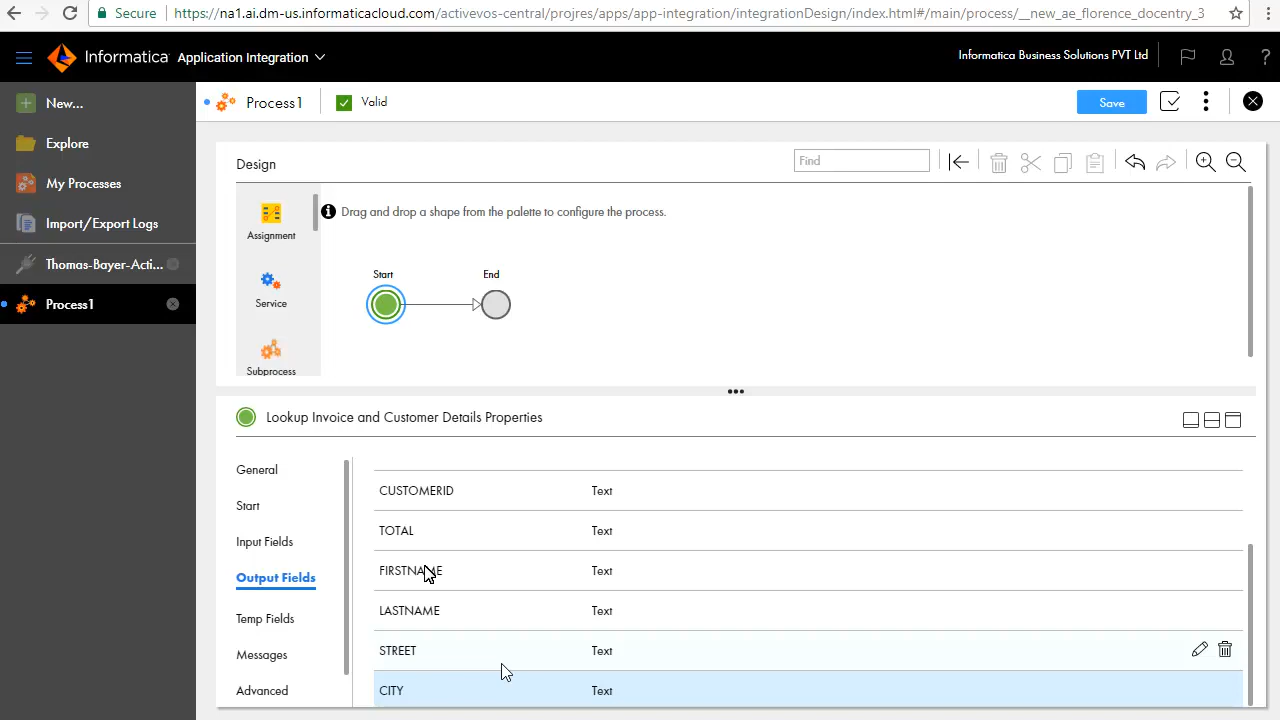 Secure https://na1.ai.dm-us.informaticacloud.com/activevos-central/projres/apps/app-integration/integrationDesign/index.html#/main/process/__new_ae_florence_docentry_3
Informatica Application Integration
Informatica Business Solutions PVT Ltd
?
New...
Explore
My Processes
Import/Export Logs
Thomas-Bayer-Acti...
Process1
Process1
Valid
Save
Design
Find
Assignment
Service
Subprocess
Drag and drop a shape from the palette to configure the process.
Start
End
Lookup Invoice and Customer Details Properties
General
Start
Input Fields
Output Fields
Temp Fields
Messages
Advanced
CUSTOMERID Text
TOTAL Text
FIRSTNAME Text
LASTNAME Text
STREET Text
CITY Text